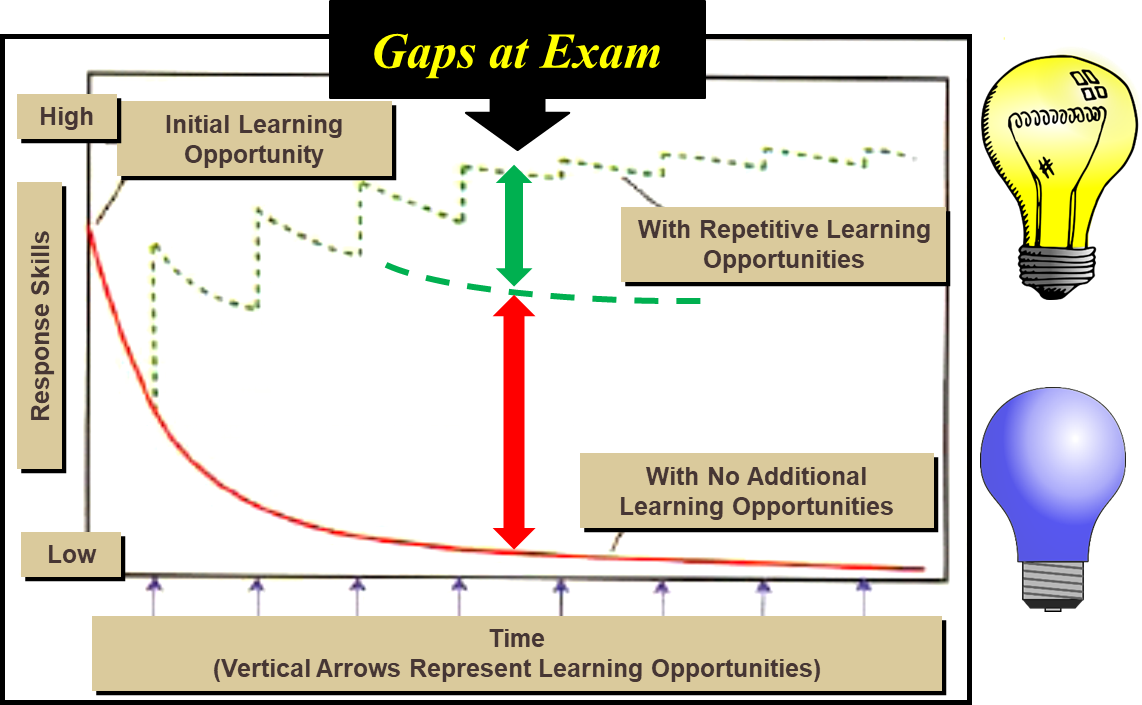 Gaps at Exam
High
Initial Learning
Opportunity
Response Skills
With Repetitive Learning
Opportunities
With No Additional
Learning Opportunities
Low
Time
(Vertical Arrows Represent Learning Opportunities)